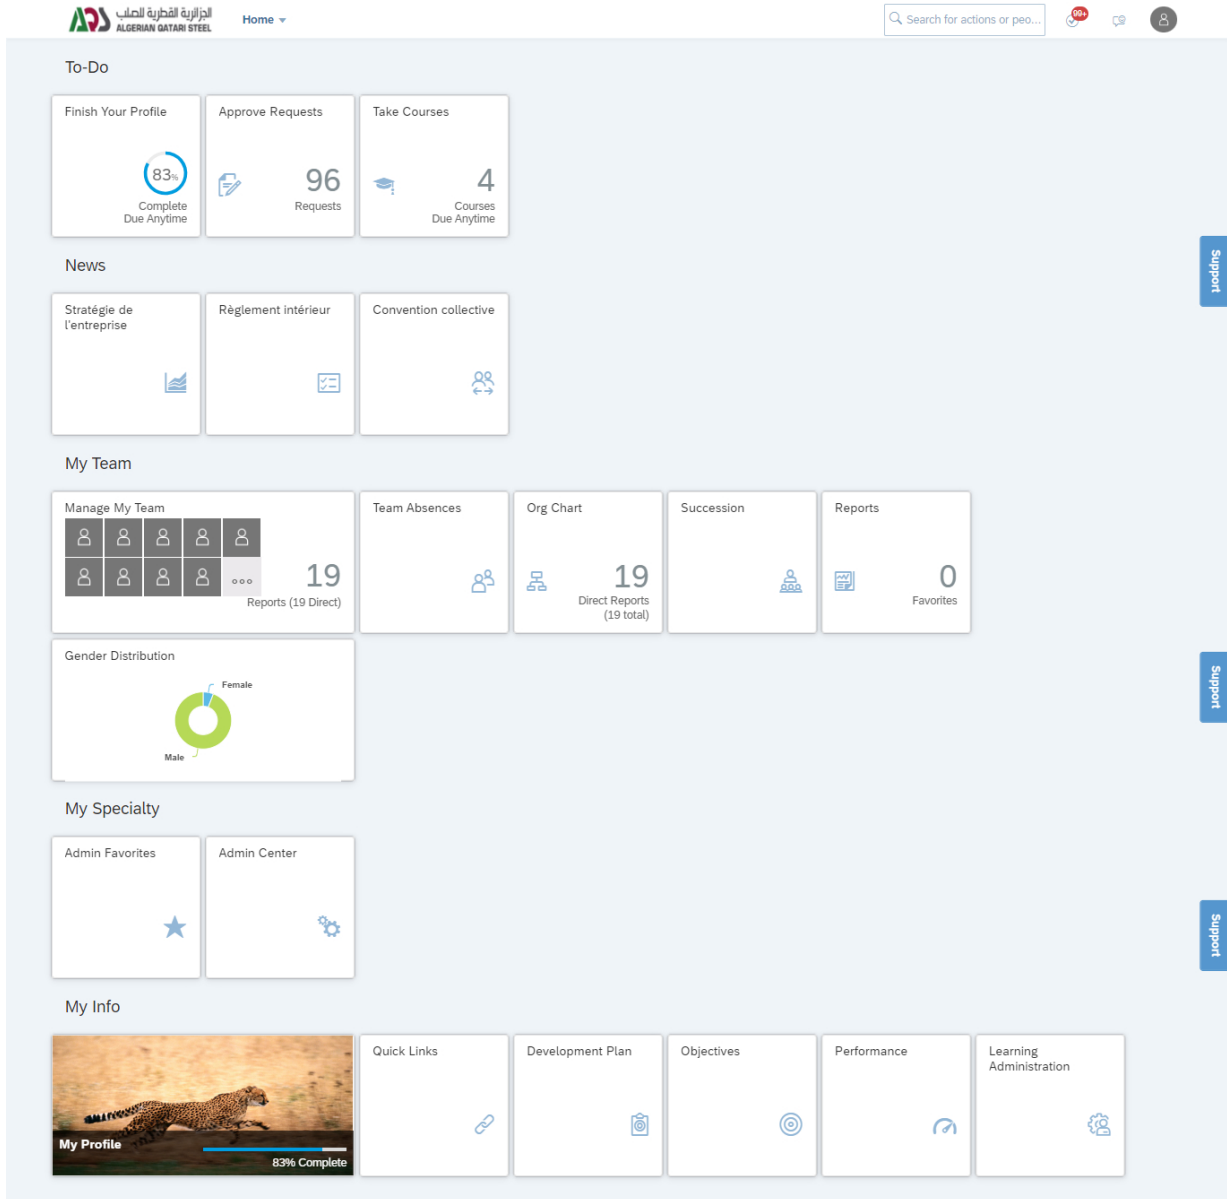 الجزائرية القطرية للصلب
ALGERIAN QATARI STEEL
Home
Search for actions or peo...
99+
To-Do
Finish Your Profile
83%
Complete
Due Anytime
Approve Requests
96
Requests
Take Courses
4
Courses
Due Anytime
Support
News
Stratégie de
l'entreprise
Règlement intérieur
Convention collective
My Team
Manage My Team
19
Reports (19 Direct)
Team Absences
Org Chart
19
Direct Reports
(19 total)
Succession
Reports
0
Favorites
Gender Distribution
Female
Male
Support
My Specialty
Admin Favorites
Admin Center
Support
My Info
My Profile
83% Complete
Quick Links
Development Plan
Objectives
Performance
Learning
Administration